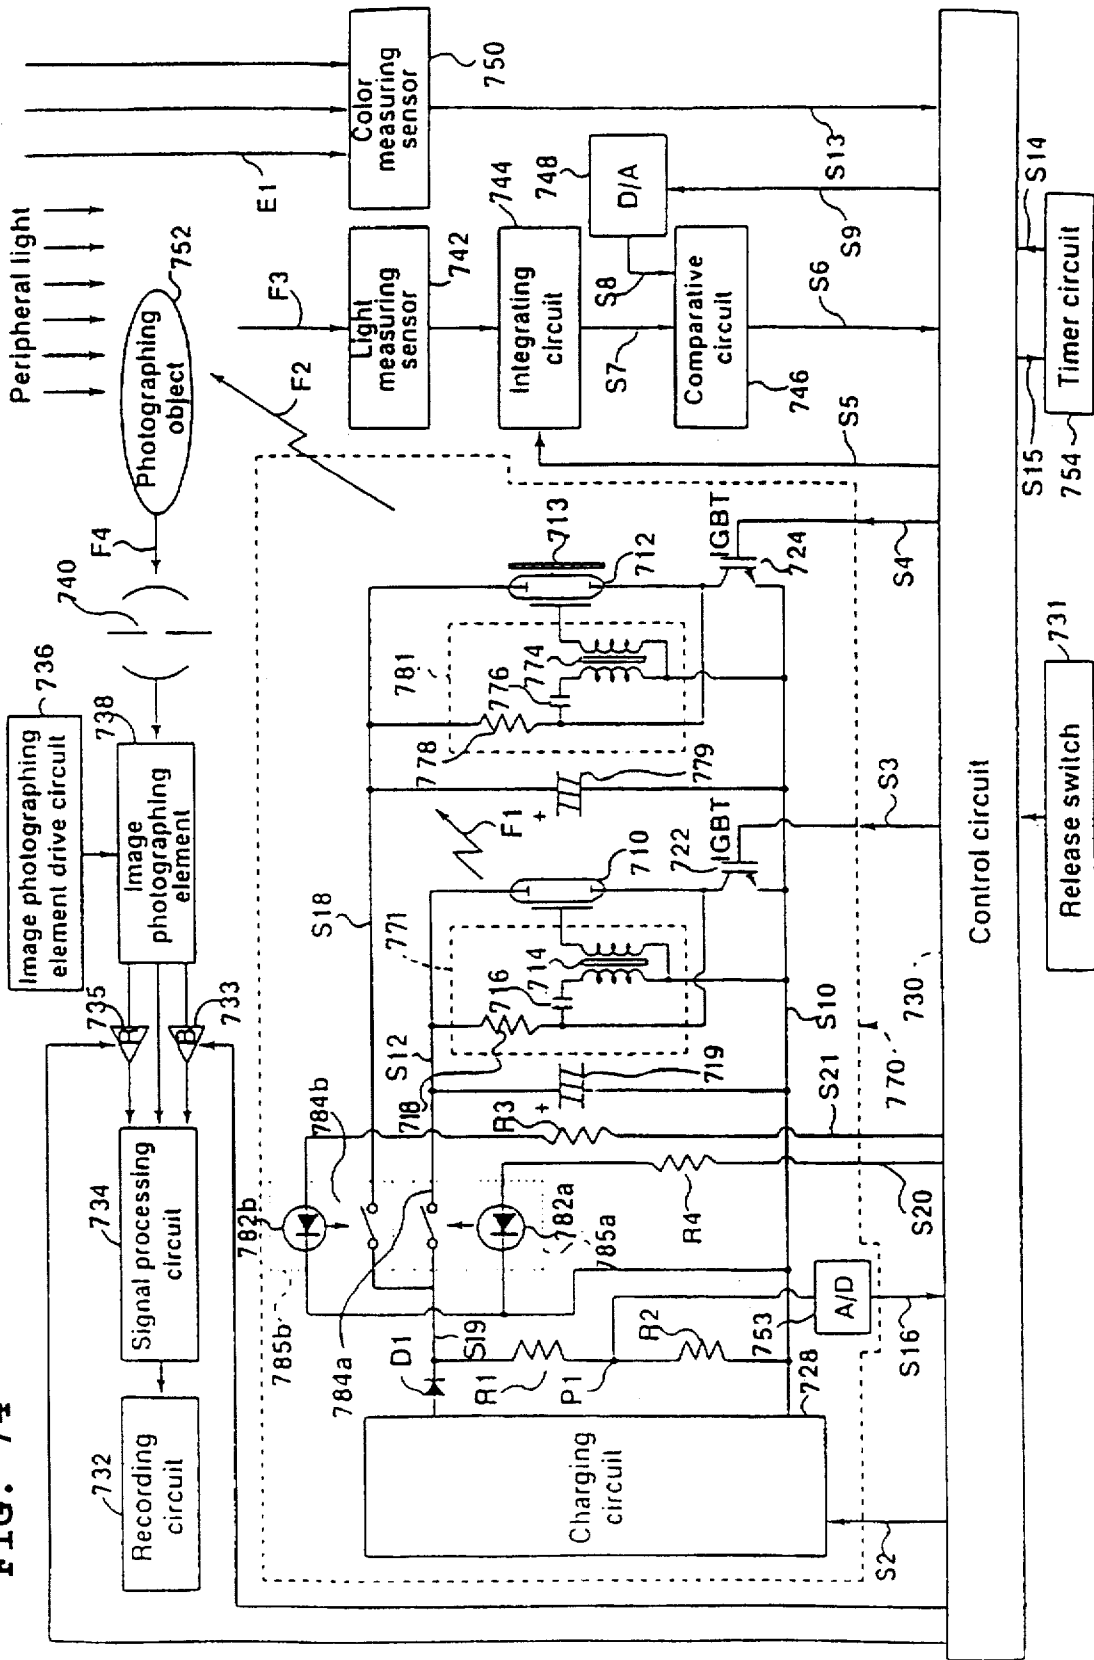 FIG. 74
732
Recording
circuit
734
Signal processing
circuit
735
733
736
Image photographing
element drive circuit
738
Image
photographing
element
740
F4
Photographing
object
752
Peripheral light
E1
F3
F2
Color
measuring
sensor
750
Light
measuring
sensor
742
Integrating
circuit
744
D/A
748
S8
S7
Comparative
circuit
746
S13
S9
S6
S5
785b
782b
784b
784a
782a
785a
D1
S19
R1
P1
R2
753
A/D
S16
Charging
circuit
728
S2
R3
R4
S20
S21
S12
S18
718
716
714
771
719
+
F1
710
722
IGBT
S3
S10
770
730
778
776
774
781
779
+
713
712
IGBT
724
S4
Control circuit
Release switch
731
S15
S14
Timer circuit
754